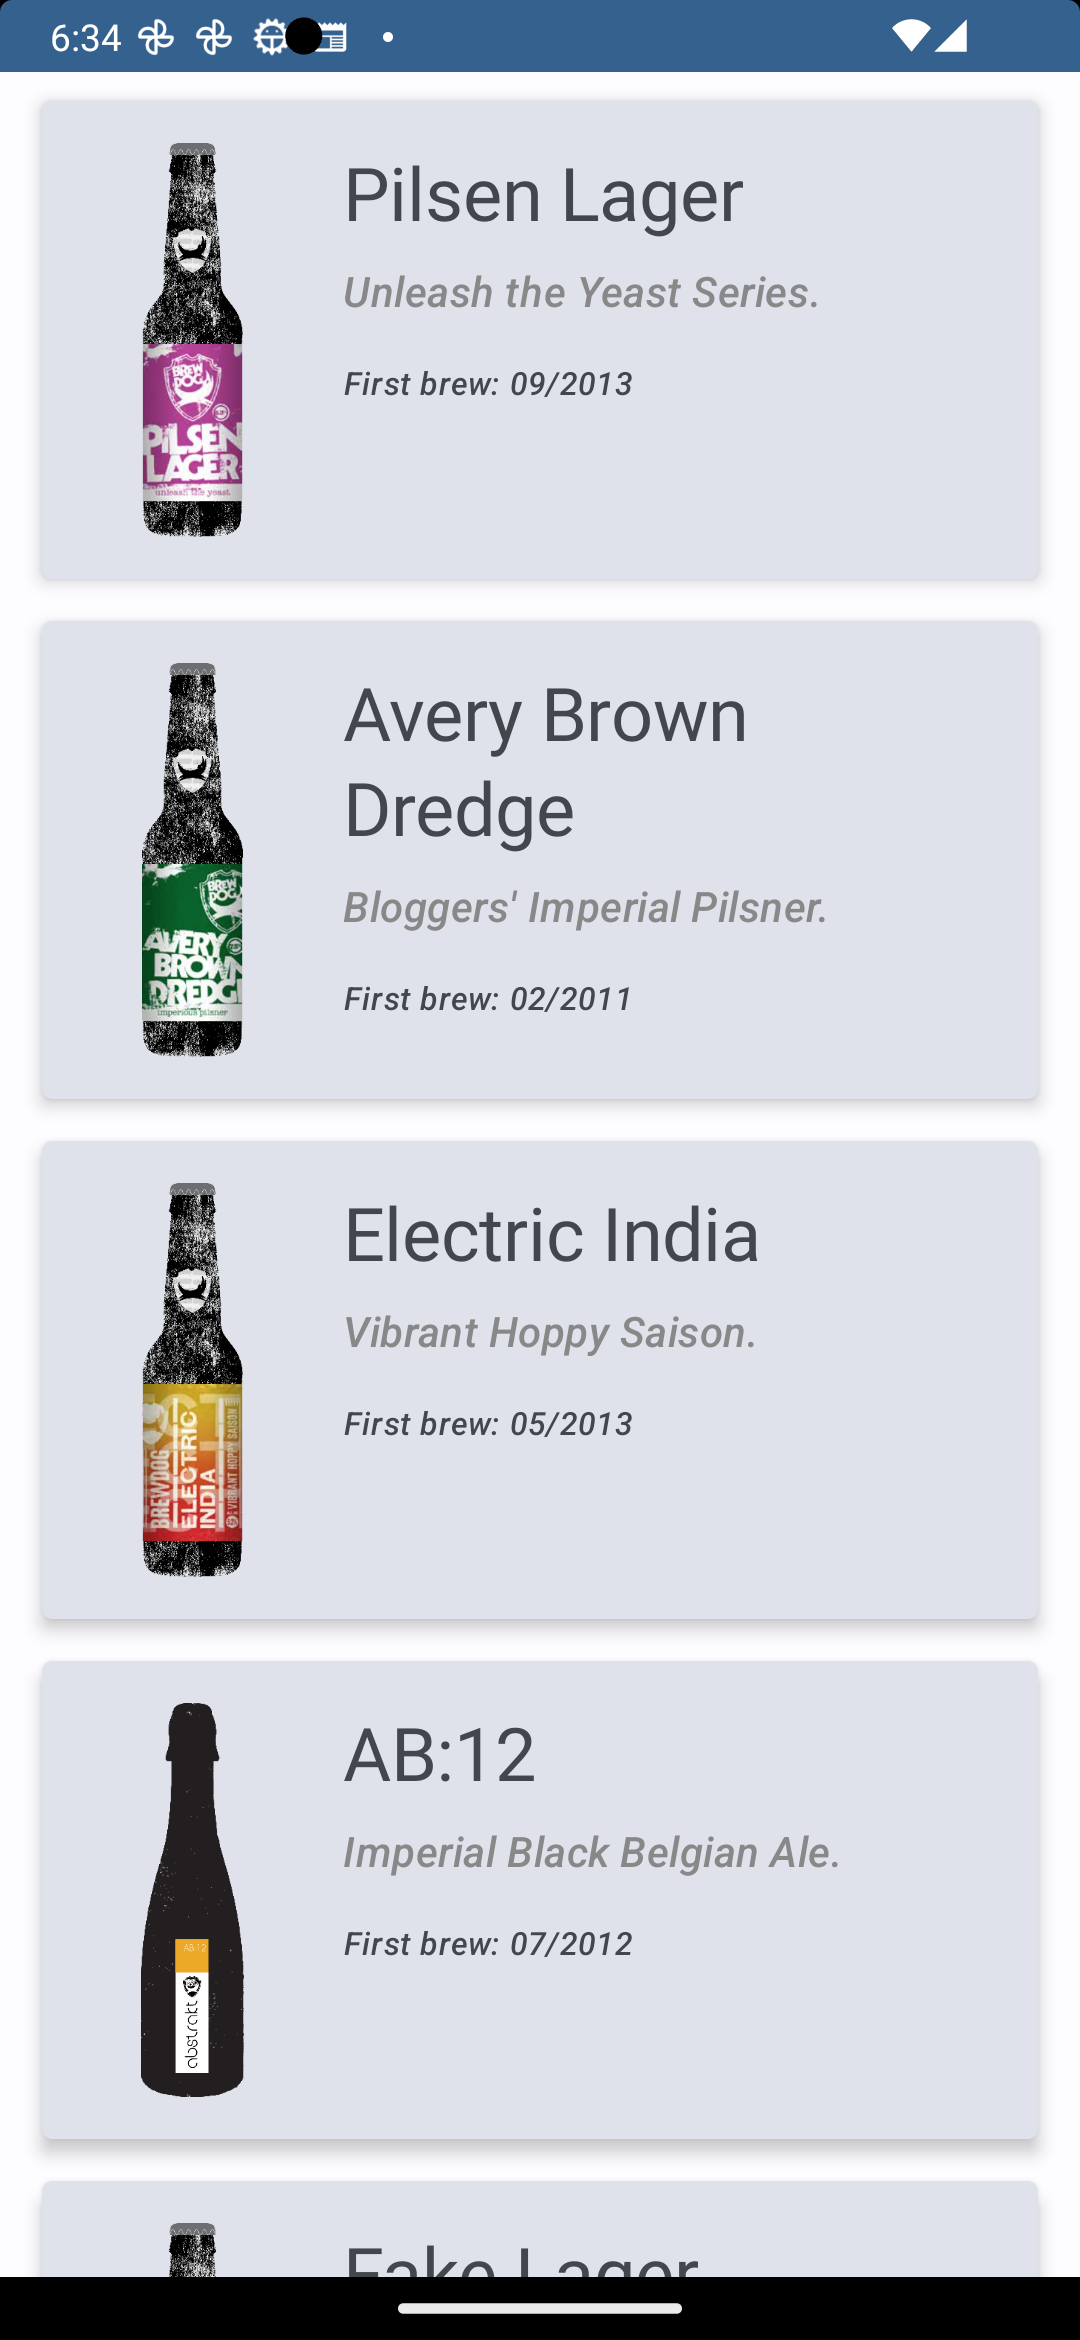 6:34
Pilsen Lager
Unleash the Yeast Series.
First brew: 09/2013
BREW
DOG
PILSEN
LAGER
unleash the yeast
Avery Brown
Dredge
Bloggers' Imperial Pilsner.
First brew: 02/2011
BREW
DOG
AVERY
BROWN
DREDGE
imperious pilsner
Electric India
Vibrant Hoppy Saison.
First brew: 05/2013
BREWDOG
ELECTRIC
INDIA
VIBRANT HOPPY SAISON
AB:12
Imperial Black Belgian Ale.
First brew: 07/2012
AB:12
abstrakt
Fake Lager